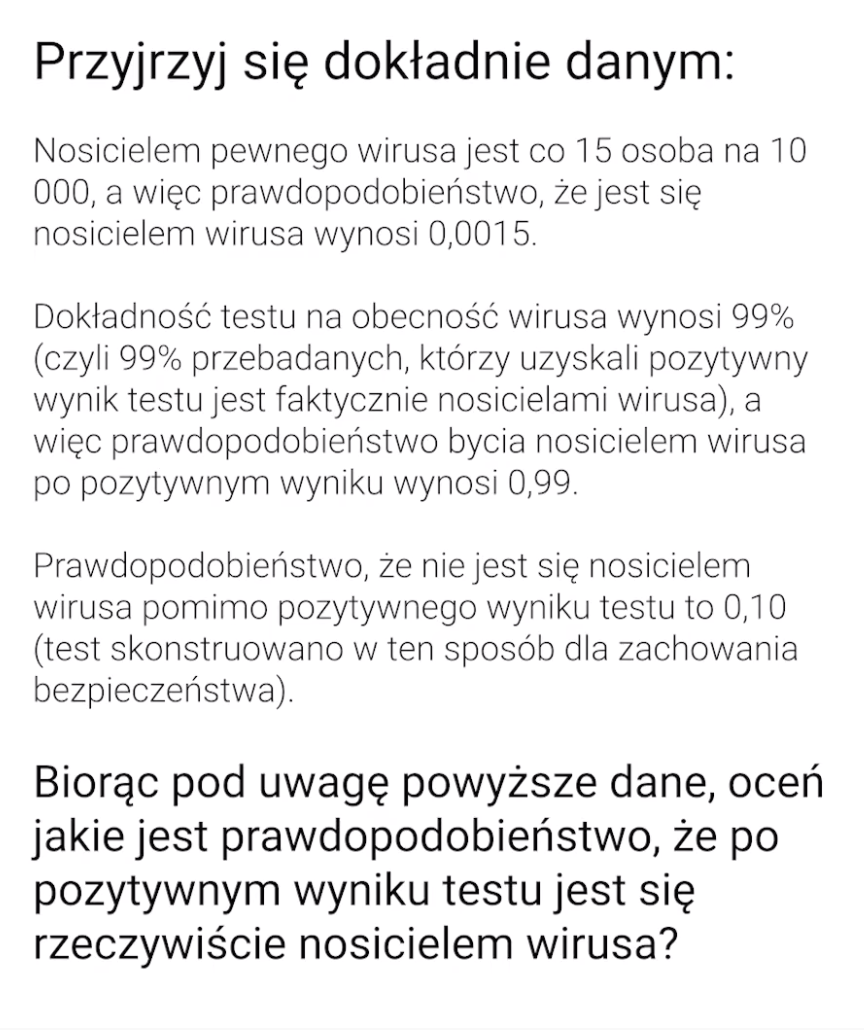 Przyjrzyj się dokładnie danym:
Nosicielem pewnego wirusa jest co 15 osoba na 10
000, a więc prawdopodobieństwo, że jest się
nosicielem wirusa wynosi 0,0015.
Dokładność testu na obecność wirusa wynosi 99%
(czyli 99% przebadanych, którzy uzyskali pozytywny
wynik testu jest faktycznie nosicielami wirusa), a
więc prawdopodobieństwo bycia nosicielem wirusa
po pozytywnym wyniku wynosi 0,99.
Prawdopodobieństwo, że nie jest się nosicielem
wirusa pomimo pozytywnego wyniku testu to 0,10
(test skonstruowano w ten sposób dla zachowania
bezpieczeństwa).
Biorąc pod uwagę powyższe dane, oceń
jakie jest prawdopodobieństwo, że po
pozytywnym wyniku testu jest się
rzeczywiście nosicielem wirusa?